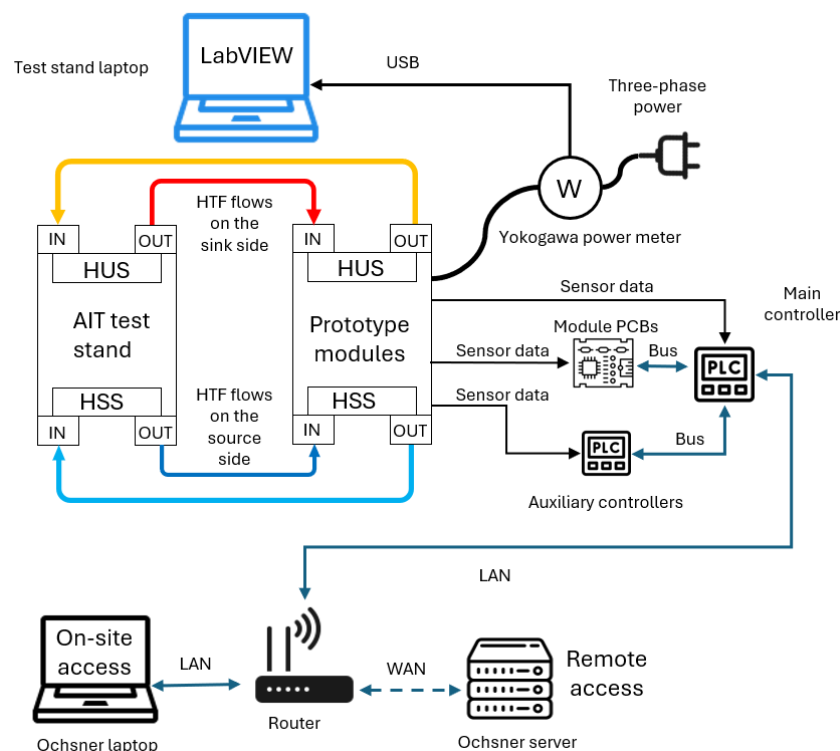 LabVIEW
Test stand laptop
USB
Three-phase
power
W
Yokogawa power meter
HTF flows
on the
sink side
IN
OUT
HUS
AIT test
stand
HSS
IN
OUT
IN
OUT
HUS
Prototype
modules
HSS
IN
OUT
HTF flows
on the
source
side
Sensor data
Main
controller
Module PCBs
Sensor data
Bus
PLC
Sensor data
PLC
Bus
Auxiliary controllers
LAN
On-site
access
LAN
Ochsner laptop
Router
WAN
Remote
access
Ochsner server